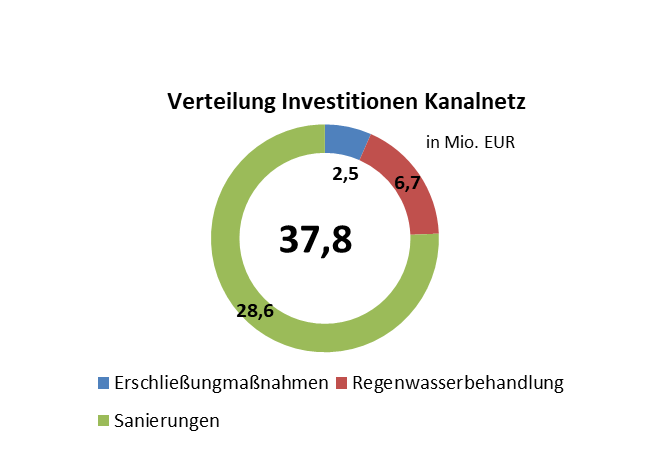 Verteilung Investitionen Kanalnetz
in Mio. EUR
2,5
6,7
37,8
28,6
Erschließungmaßnahmen
Regenwasserbehandlung
Sanierungen